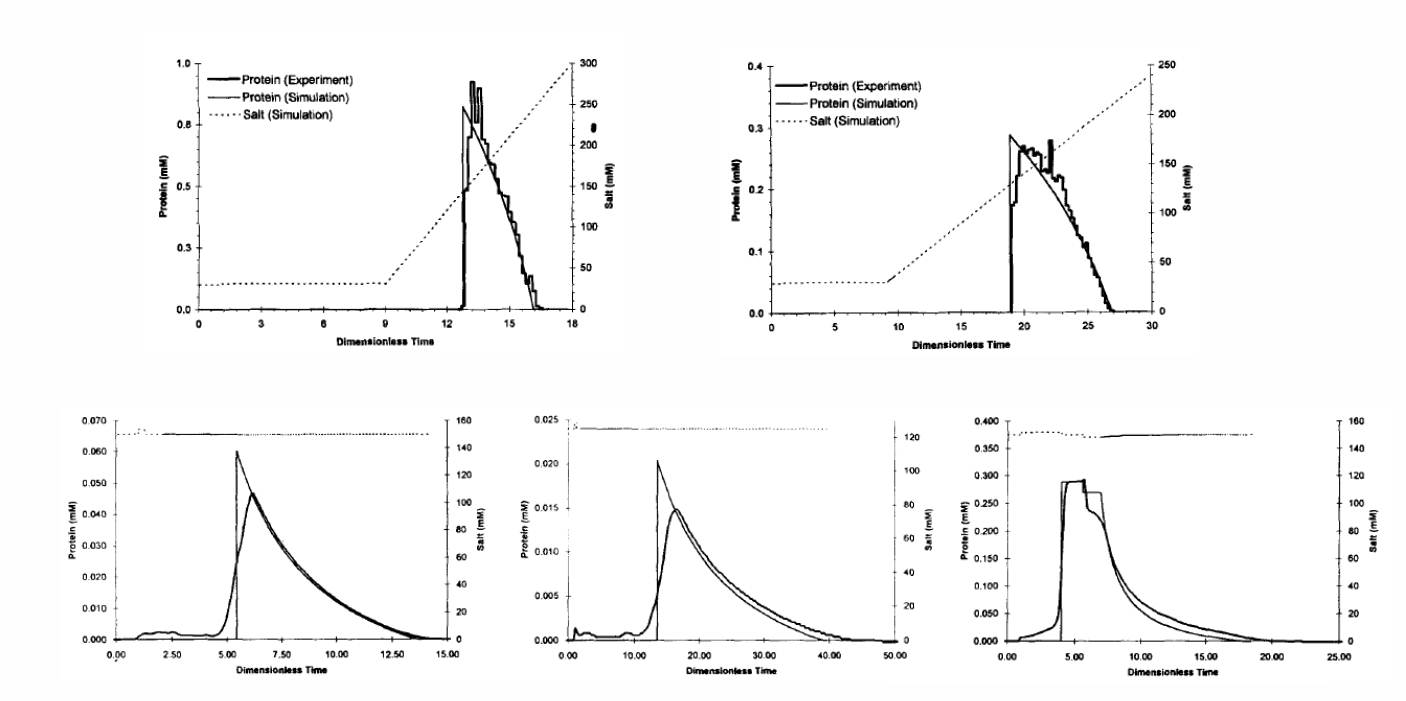 1.0
0.8
0.5
0.3
0.0
Protein (mM)
Protein (Experiment)
Protein (Simulation)
Salt (Simulation)
300
250
200
150
100
50
0
Salt (mM)
0 3 6 9 12 15 18
Dimensionless Time
0.4
0.3
0.2
0.1
0.0
Protein (mM)
Protein (Experiment)
Protein (Simulation)
Salt (Simulation)
250
200
150
100
50
0
Salt (mM)
0 5 10 15 20 25 30
Dimensionless Time
0.070
0.060
0.050
0.040
0.030
0.020
0.010
0.000
Protein (mM)
160
140
120
100
80
60
40
20
0
Salt (mM)
0.00 2.50 5.00 7.50 10.00 12.50 15.00
Dimensionless Time
0.025
0.020
0.015
0.010
0.005
0.000
Protein (mM)
120
100
80
60
40
20
0
Salt (mM)
0.00 10.00 20.00 30.00 40.00 50.00
Dimensionless Time
0.400
0.350
0.300
0.250
0.200
0.150
0.100
0.050
0.000
Protein (mM)
160
140
120
100
80
60
40
20
0
Salt (mM)
0.00 5.00 10.00 15.00 20.00 25.00
Dimensionless Time